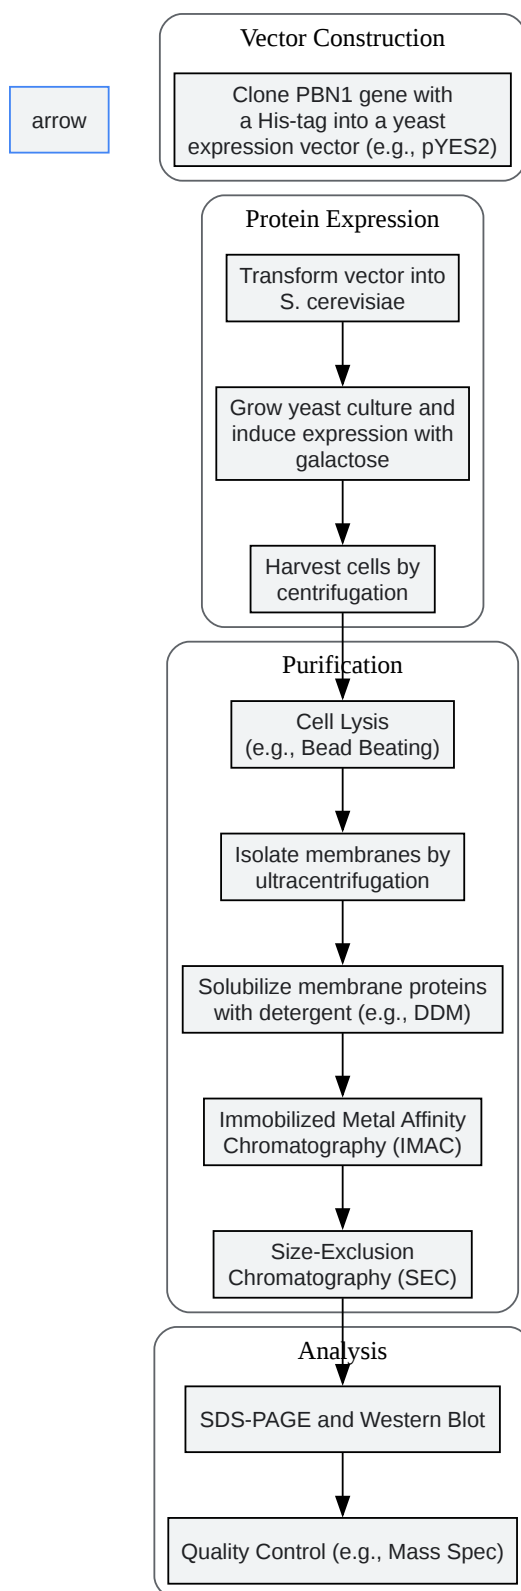 Vector Construction
arrow
Clone PBN1 gene with
a His-tag into a yeast
expression vector (e.g., pYES2)
Protein Expression
Transform vector into
S. cerevisiae
Grow yeast culture and
induce expression with
galactose
Harvest cells by
centrifugation
Purification
Cell Lysis
(e.g., Bead Beating)
Isolate membranes by
ultracentrifugation
Solubilize membrane proteins
with detergent (e.g., DDM)
Immobilized Metal Affinity
Chromatography (IMAC)
Size-Exclusion
Chromatography (SEC)
Analysis
SDS-PAGE and Western Blot
Quality Control (e.g., Mass Spec)